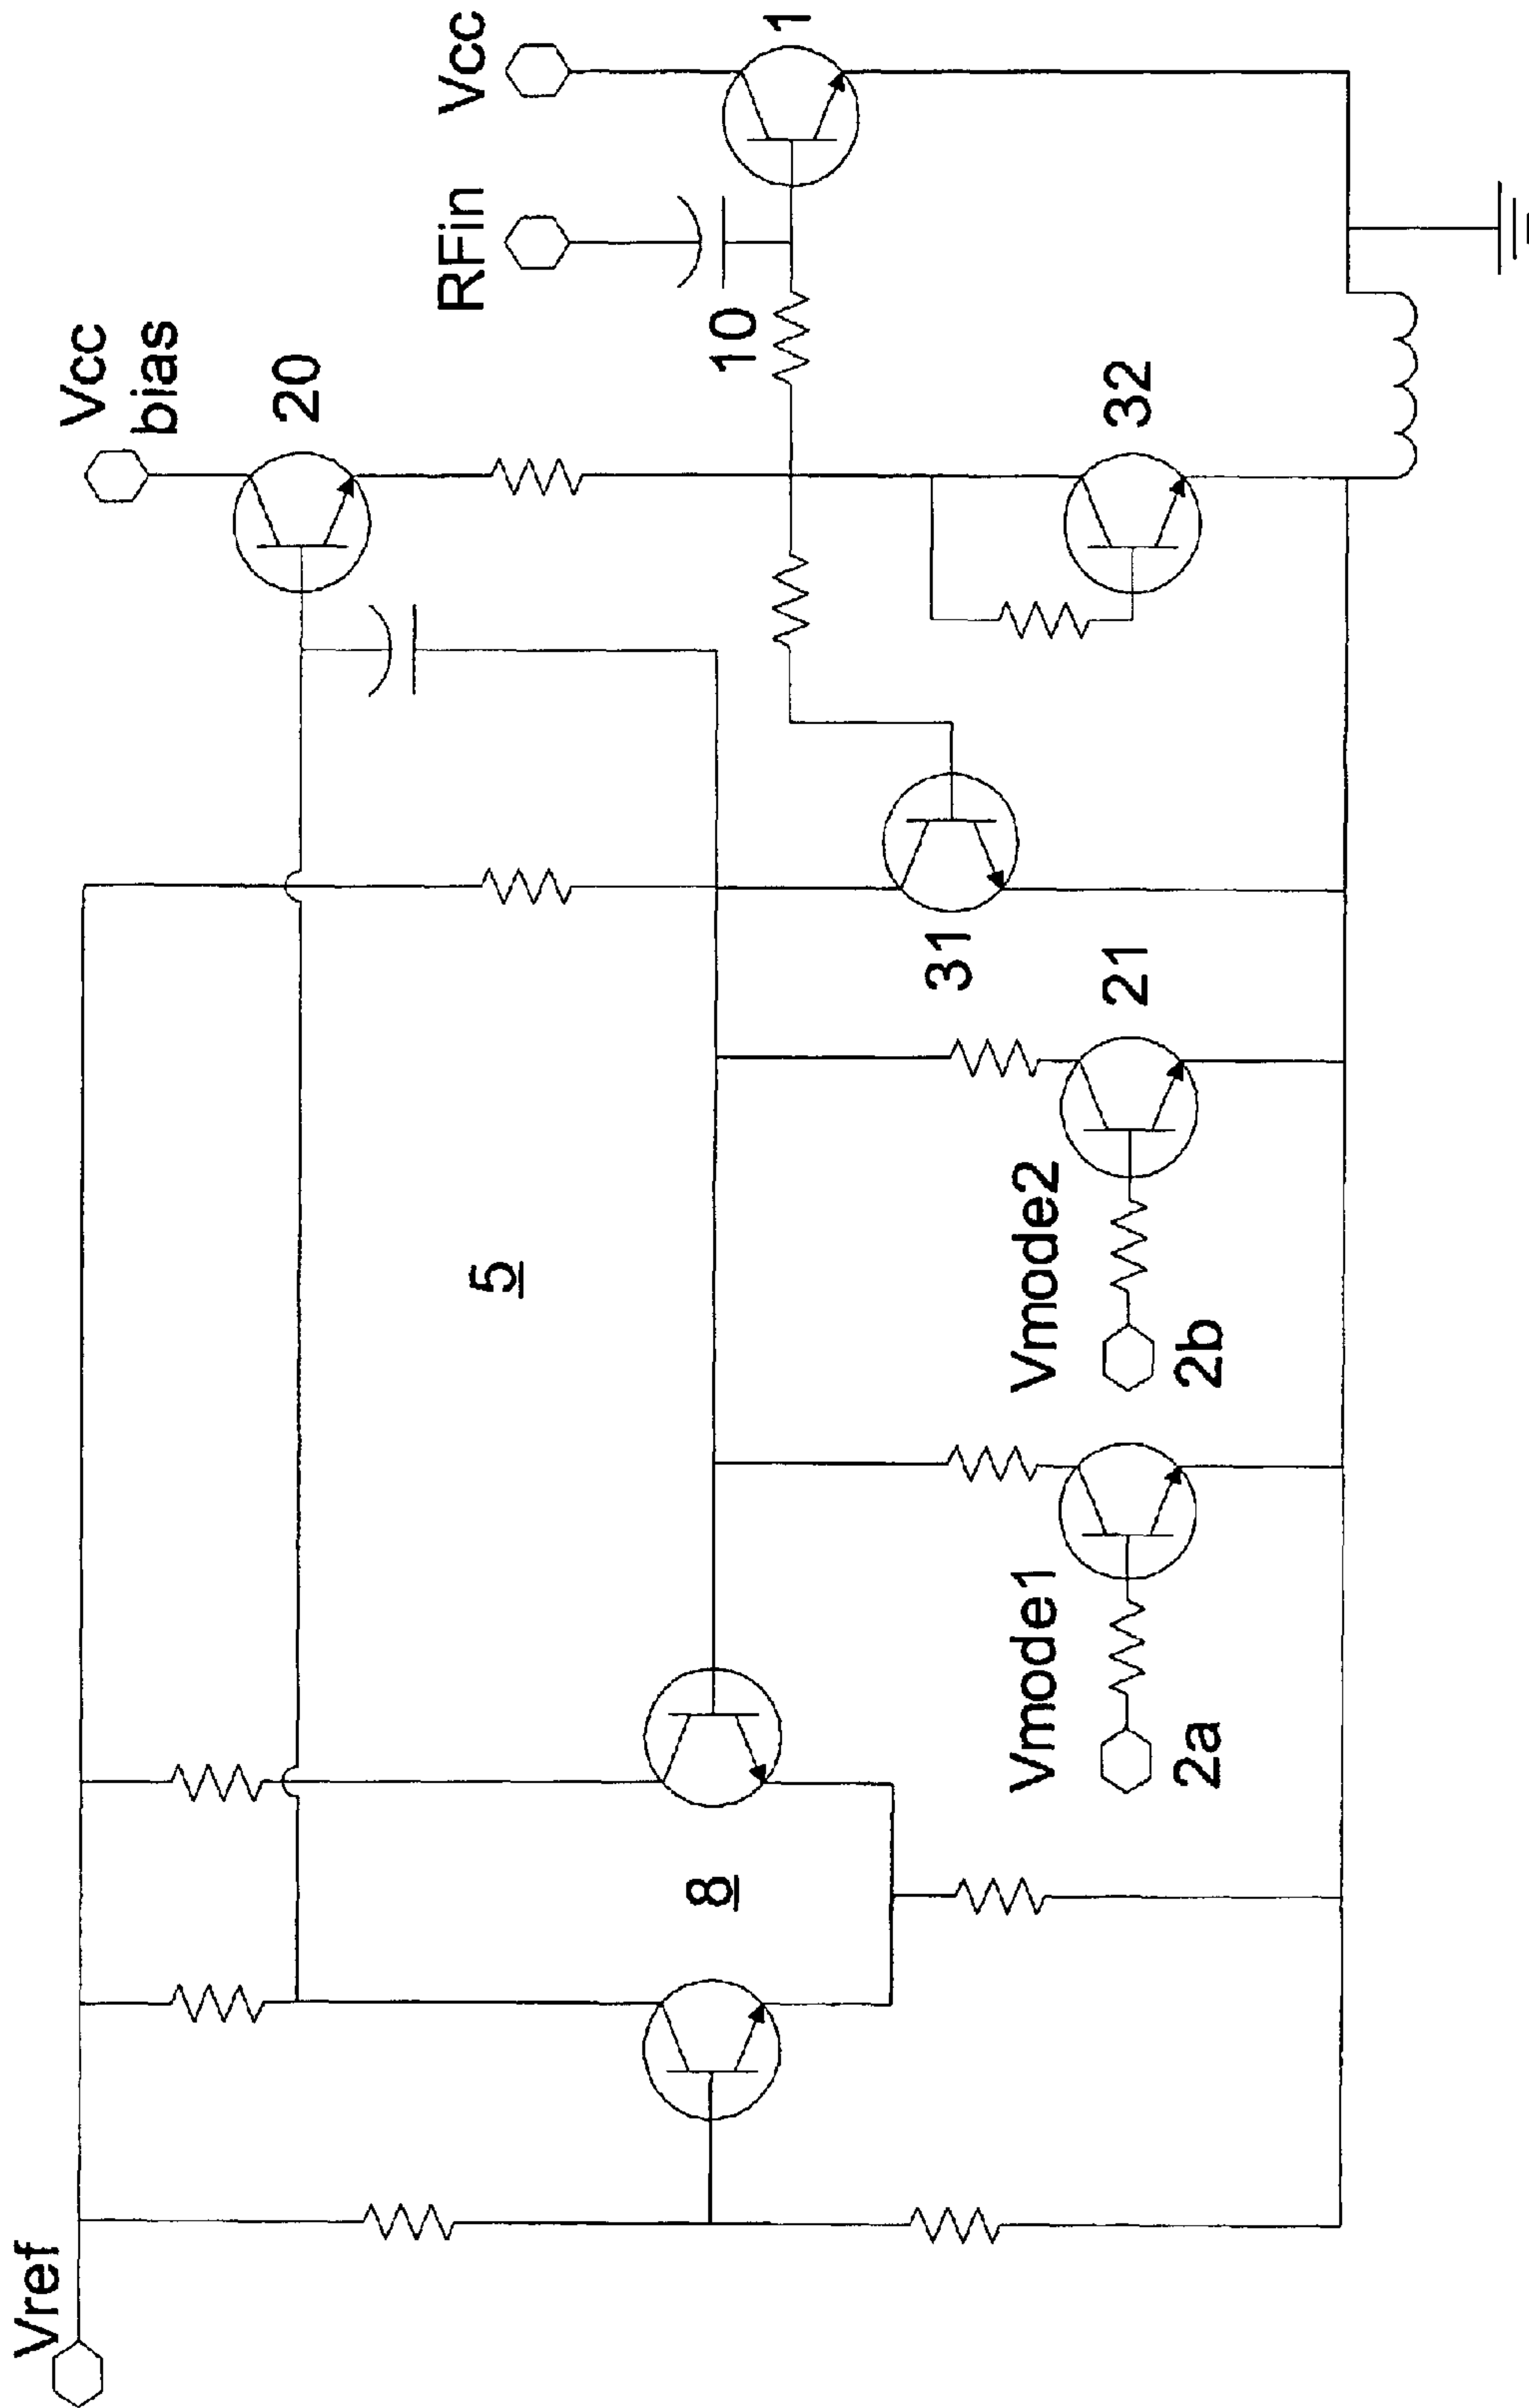 Vref
Vcc
bias
20
RFin
Vcc
1
10
5
8
31
32
21
Vmode1
2a
Vmode2
2b